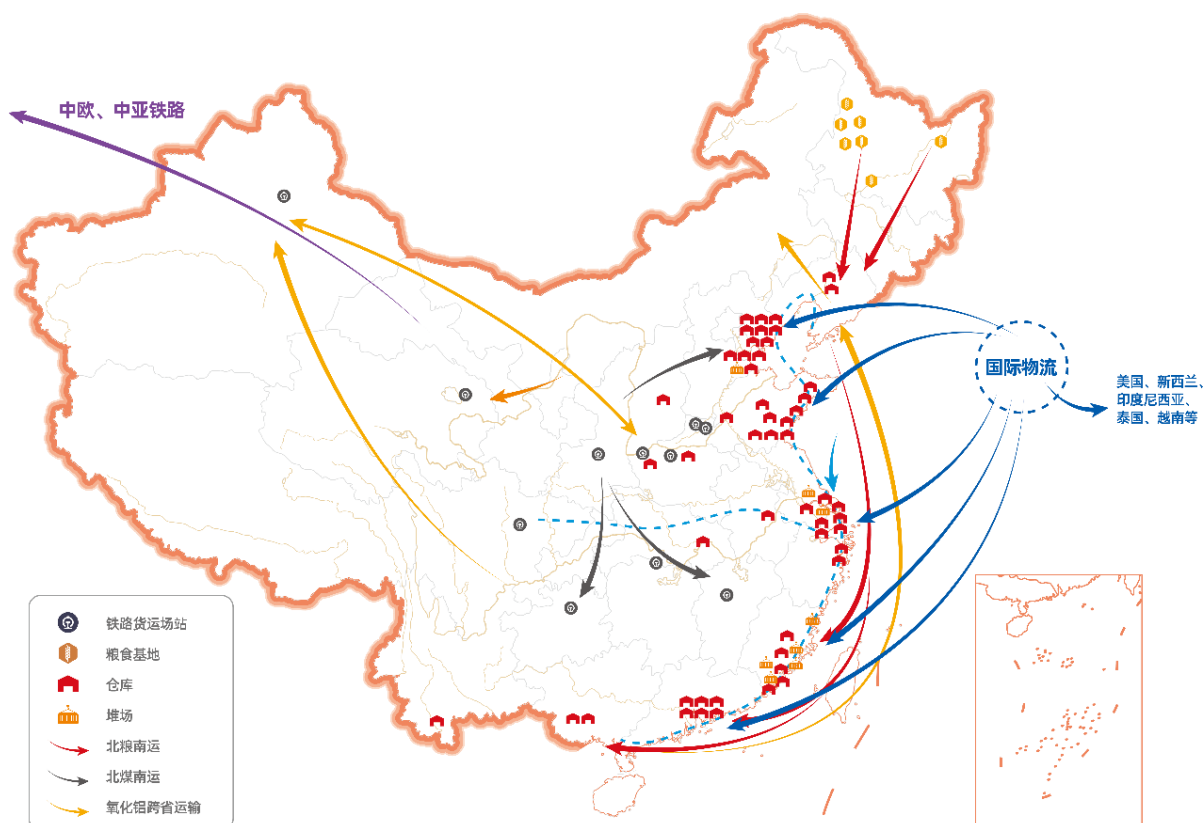 中欧、中亚铁路
国际物流
美国、新西兰、
印度尼西亚、
泰国、越南等
铁路货运场站
粮食基地
仓库
堆场
北粮南运
北煤南运
氧化铝跨省运输